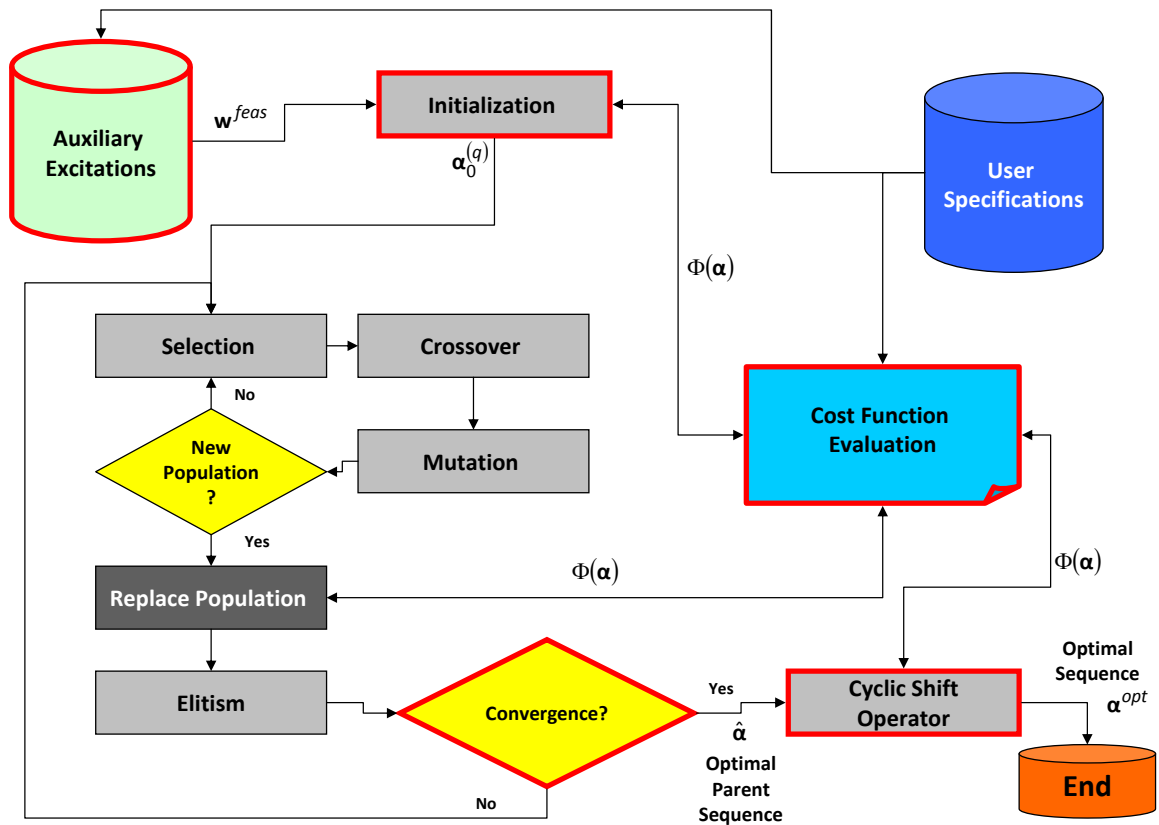 Auxiliary
Excitations
w^feas
Initialization
α_0^(q)
User
Specifications
Φ(α)
Selection
Crossover
No
New
Population
?
Mutation
Cost Function
Evaluation
Yes
Replace Population
Φ(α)
Φ(α)
Elitism
Convergence?
Yes
α̂
Optimal
Parent
Sequence
No
Cyclic Shift
Operator
Optimal
Sequence
α^opt
End